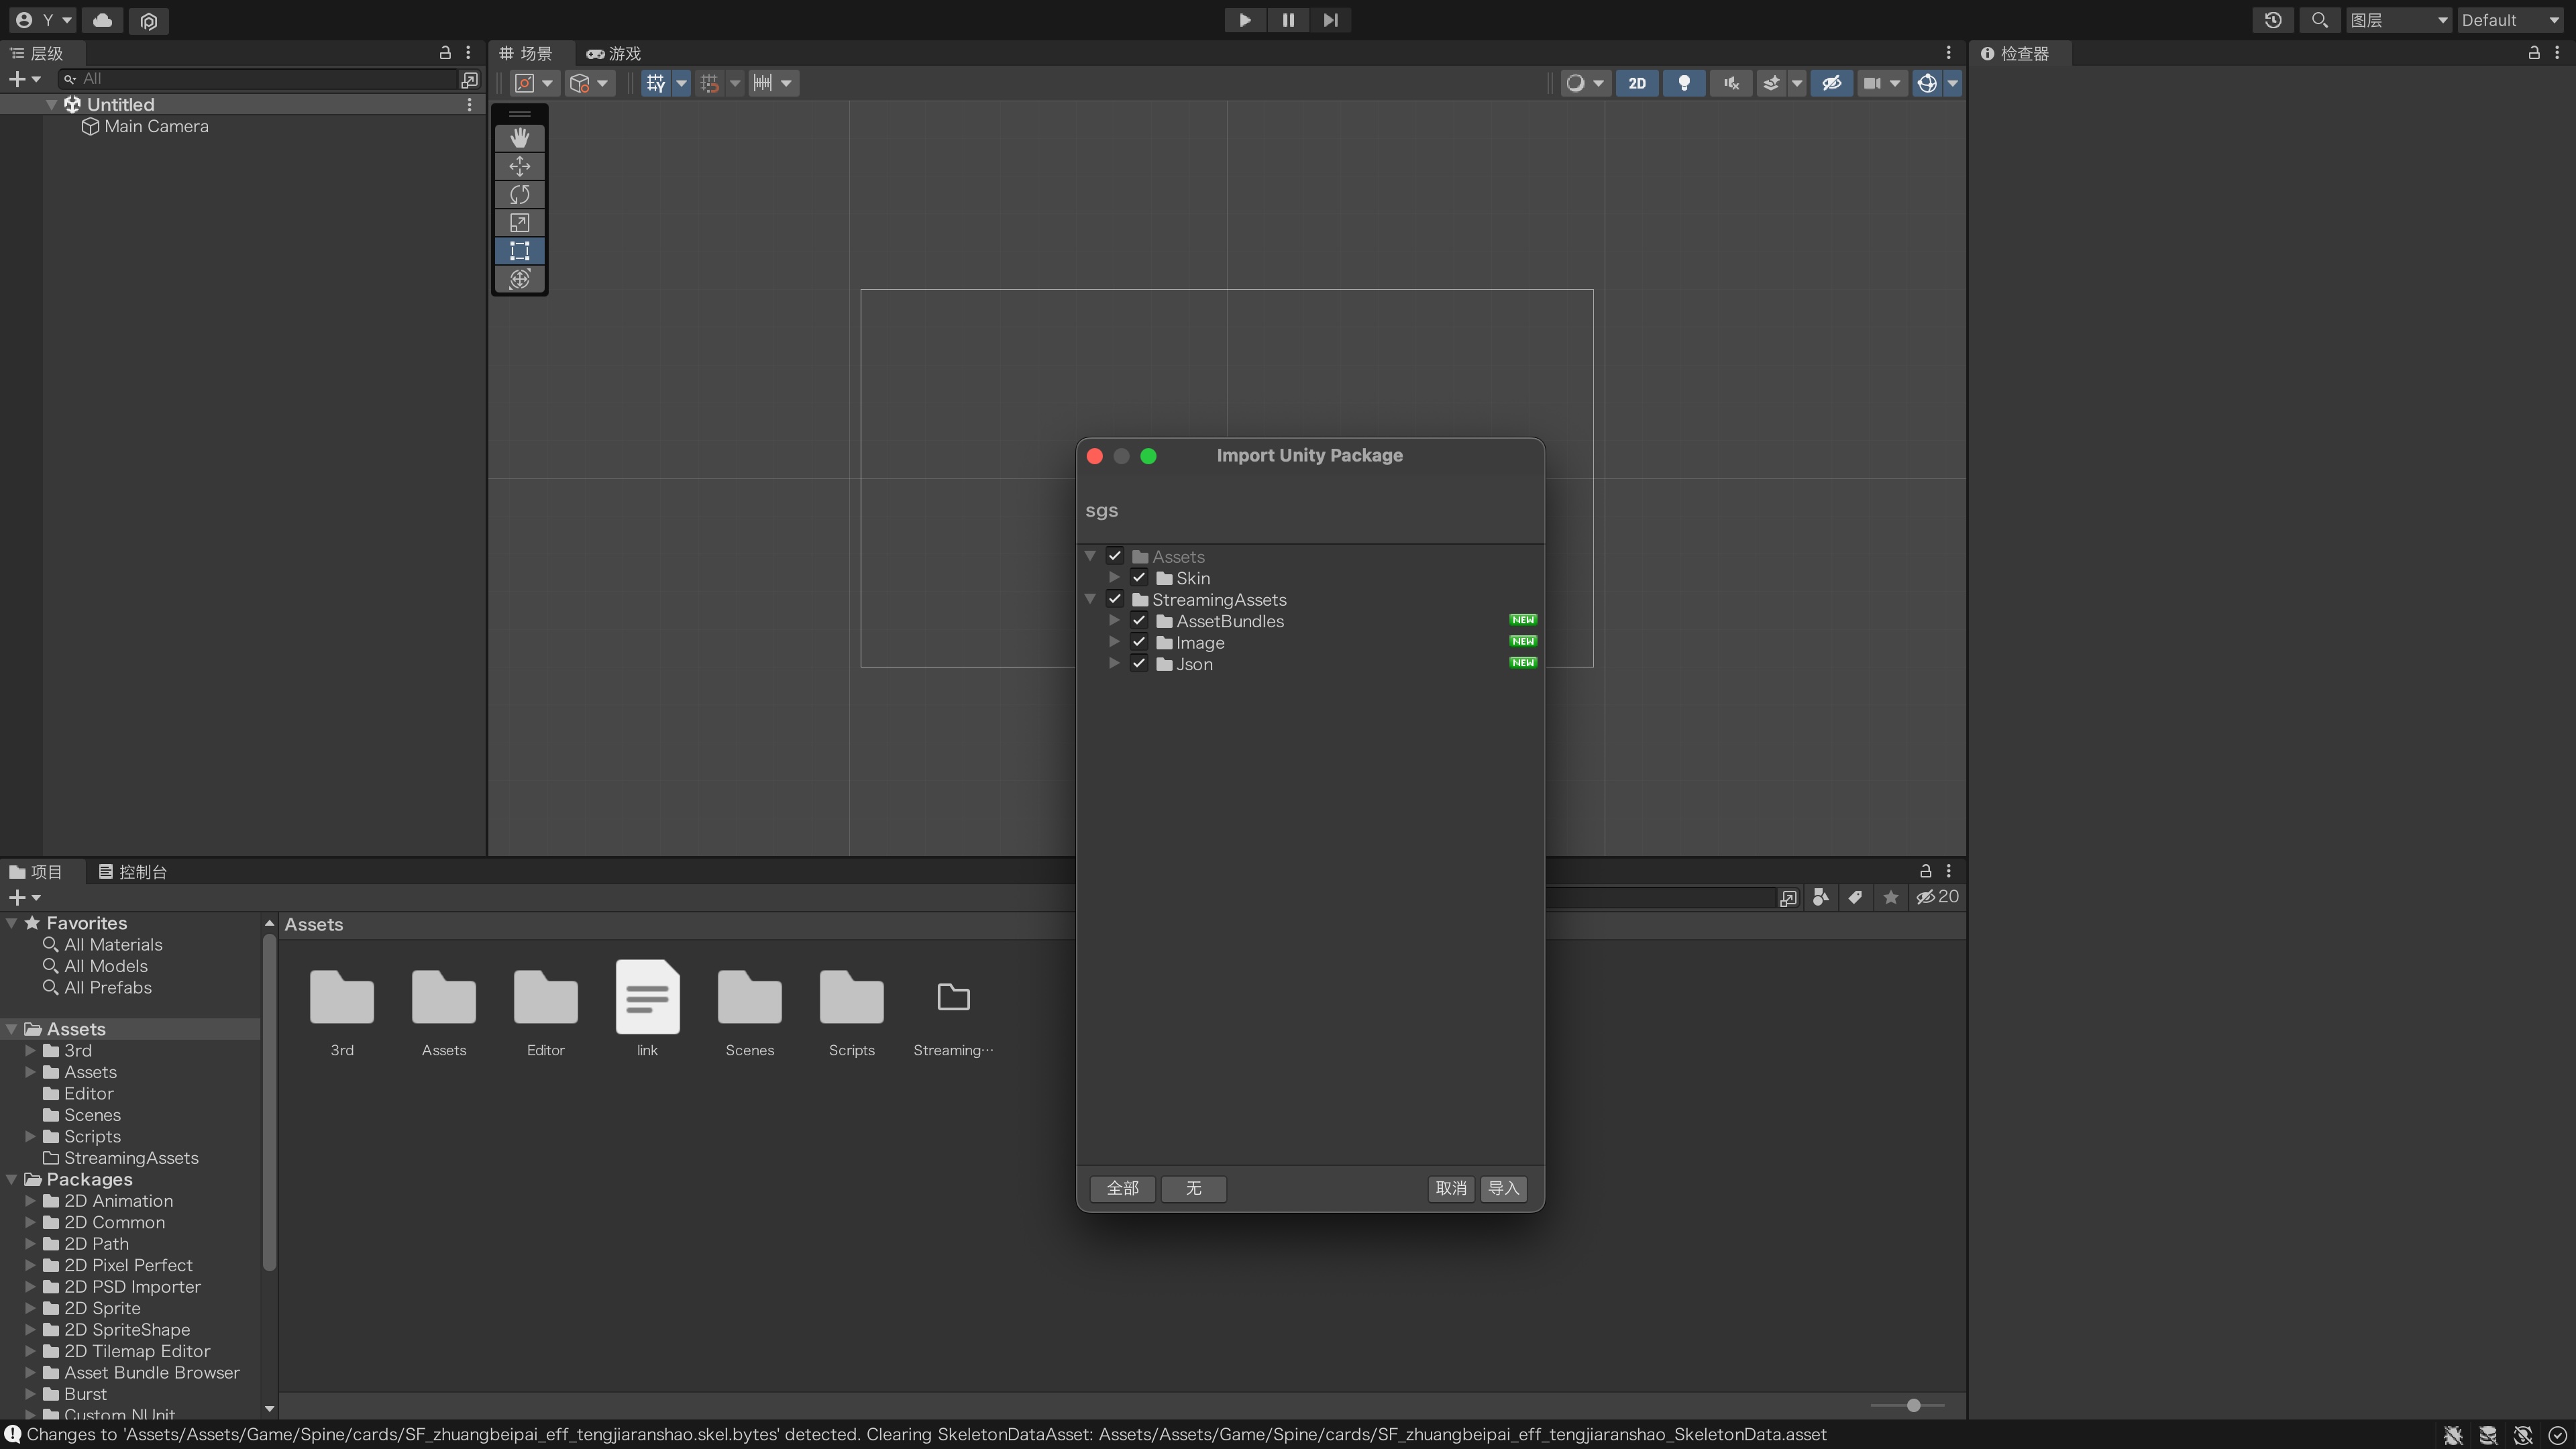 Y
图层
Default
层级
场景
游戏
检查器
All
2D
Untitled
Main Camera
Import Unity Package
sgs
Assets
Skin
StreamingAssets
AssetBundles
NEW
Image
NEW
Json
NEW
全部
无
取消
导入
项目
控制台
20
Favorites
All Materials
All Models
All Prefabs
Assets
3rd
Assets
Editor
Scenes
Scripts
StreamingAssets
Packages
2D Animation
2D Common
2D Path
2D Pixel Perfect
2D PSD Importer
2D Sprite
2D SpriteShape
2D Tilemap Editor
Asset Bundle Browser
Burst
Custom NUnit
Assets
3rd
Assets
Editor
link
Scenes
Scripts
Streaming…
Changes to 'Assets/Assets/Game/Spine/cards/SF_zhuangbeipai_eff_tengjiaranshao.skel.bytes' detected. Clearing SkeletonDataAsset: Assets/Assets/Game/Spine/cards/SF_zhuangbeipai_eff_tengjiaranshao_SkeletonData.asset